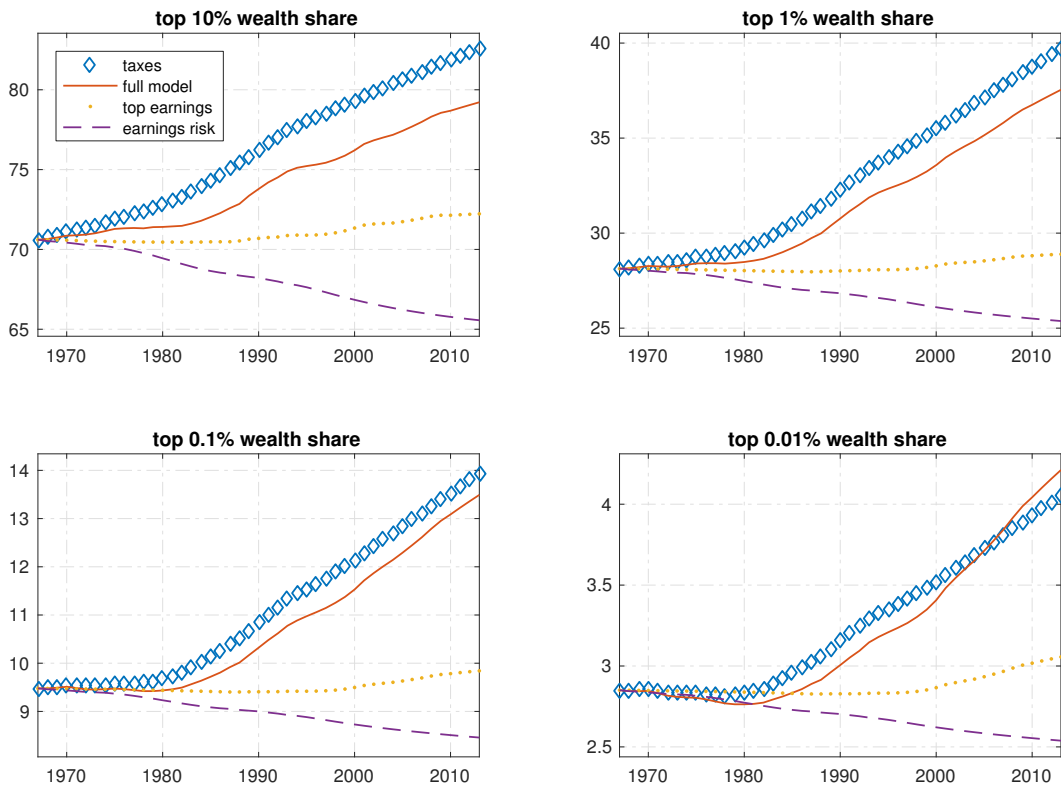 top 10% wealth share
80
75
70
65
1970 1980 1990 2000 2010
taxes
full model
top earnings
earnings risk
top 1% wealth share
40
35
30
25
1970 1980 1990 2000 2010
top 0.1% wealth share
14
13
12
11
10
9
1970 1980 1990 2000 2010
top 0.01% wealth share
4
3.5
3
2.5
1970 1980 1990 2000 2010